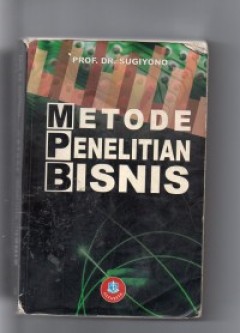 PROF. DR. SUGIYONO
METODE
PENELITIAN
BISNIS